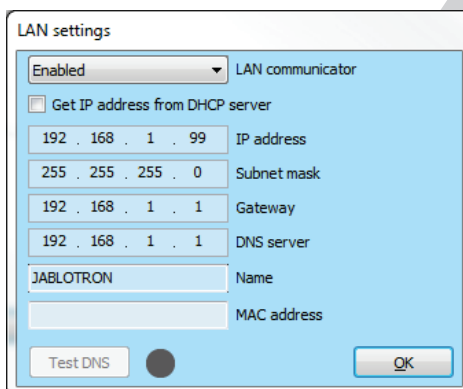 LAN settings
Enabled LAN communicator
Get IP address from DHCP server
192 . 168 . 1 . 99 IP address
255 . 255 . 255 . 0 Subnet mask
192 . 168 . 1 . 1 Gateway
192 . 168 . 1 . 1 DNS server
JABLOTRON Name
MAC address
Test DNS OK